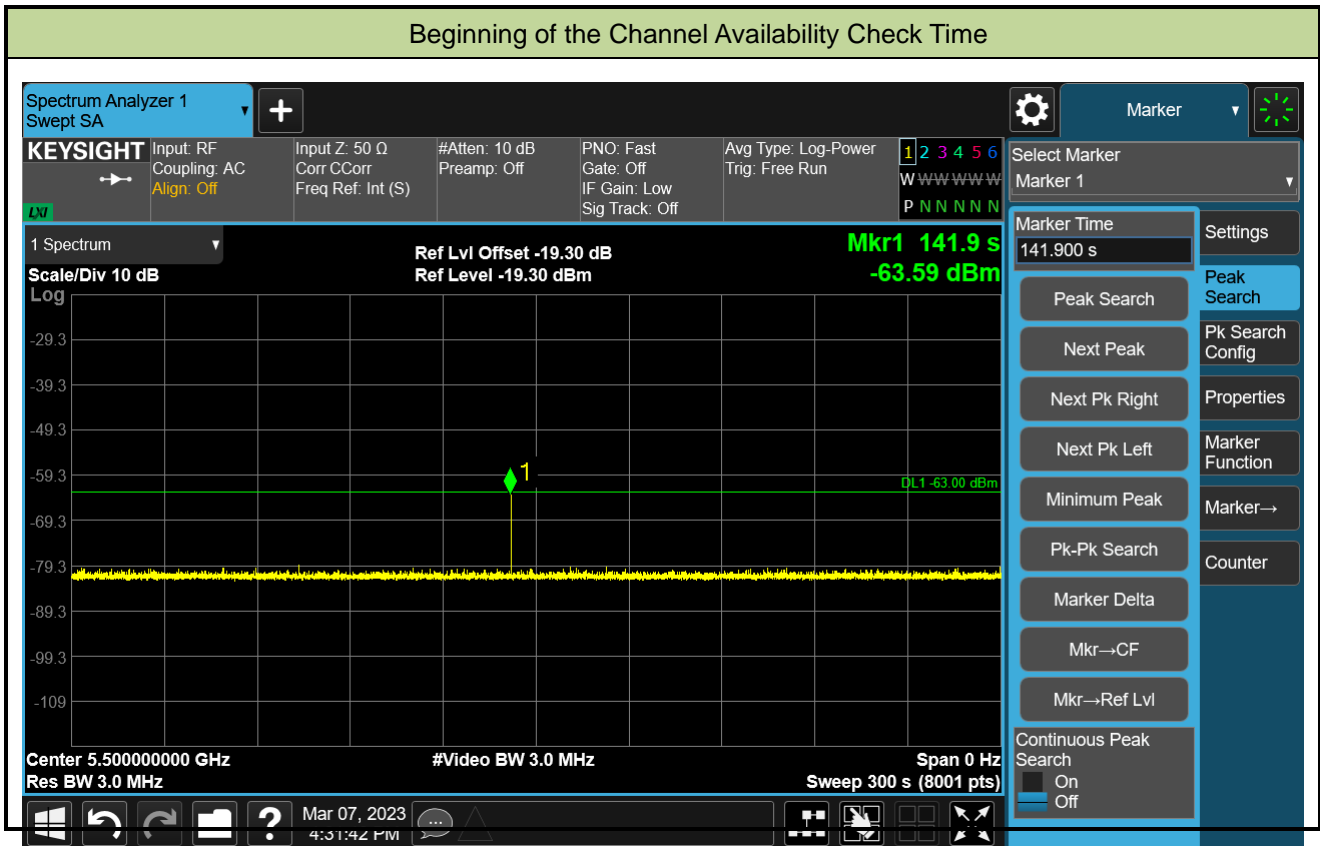 Beginning of the Channel Availability Check Time
Spectrum Analyzer 1
Swept SA
Marker
KEYSIGHT
LXI
Input: RF
Coupling: AC
Align: Off
Input Z: 50 Ω
Corr CCorr
Freq Ref: Int (S)
#Atten: 10 dB
Preamp: Off
PNO: Fast
Gate: Off
IF Gain: Low
Sig Track: Off
Avg Type: Log-Power
Trig: Free Run
1 2 3 4 5 6
W W W W W W
P N N N N N
Select Marker
Marker 1
1 Spectrum
Scale/Div 10 dB
Log
Ref Lvl Offset -19.30 dB
Ref Level -19.30 dBm
Mkr1 141.9 s
-63.59 dBm
-29.3
-39.3
-49.3
-59.3
-69.3
-79.3
-89.3
-99.3
-109
1
DL1 -63.00 dBm
Center 5.500000000 GHz
Res BW 3.0 MHz
#Video BW 3.0 MHz
Span 0 Hz
Sweep 300 s (8001 pts)
Marker Time
141.900 s
Peak Search
Next Peak
Next Pk Right
Next Pk Left
Minimum Peak
Pk-Pk Search
Marker Delta
Mkr→CF
Mkr→Ref Lvl
Continuous Peak
Search
On
Off
Settings
Peak
Search
Pk Search
Config
Properties
Marker
Function
Marker→
Counter
?
Mar 07, 2023
4:31:42 PM